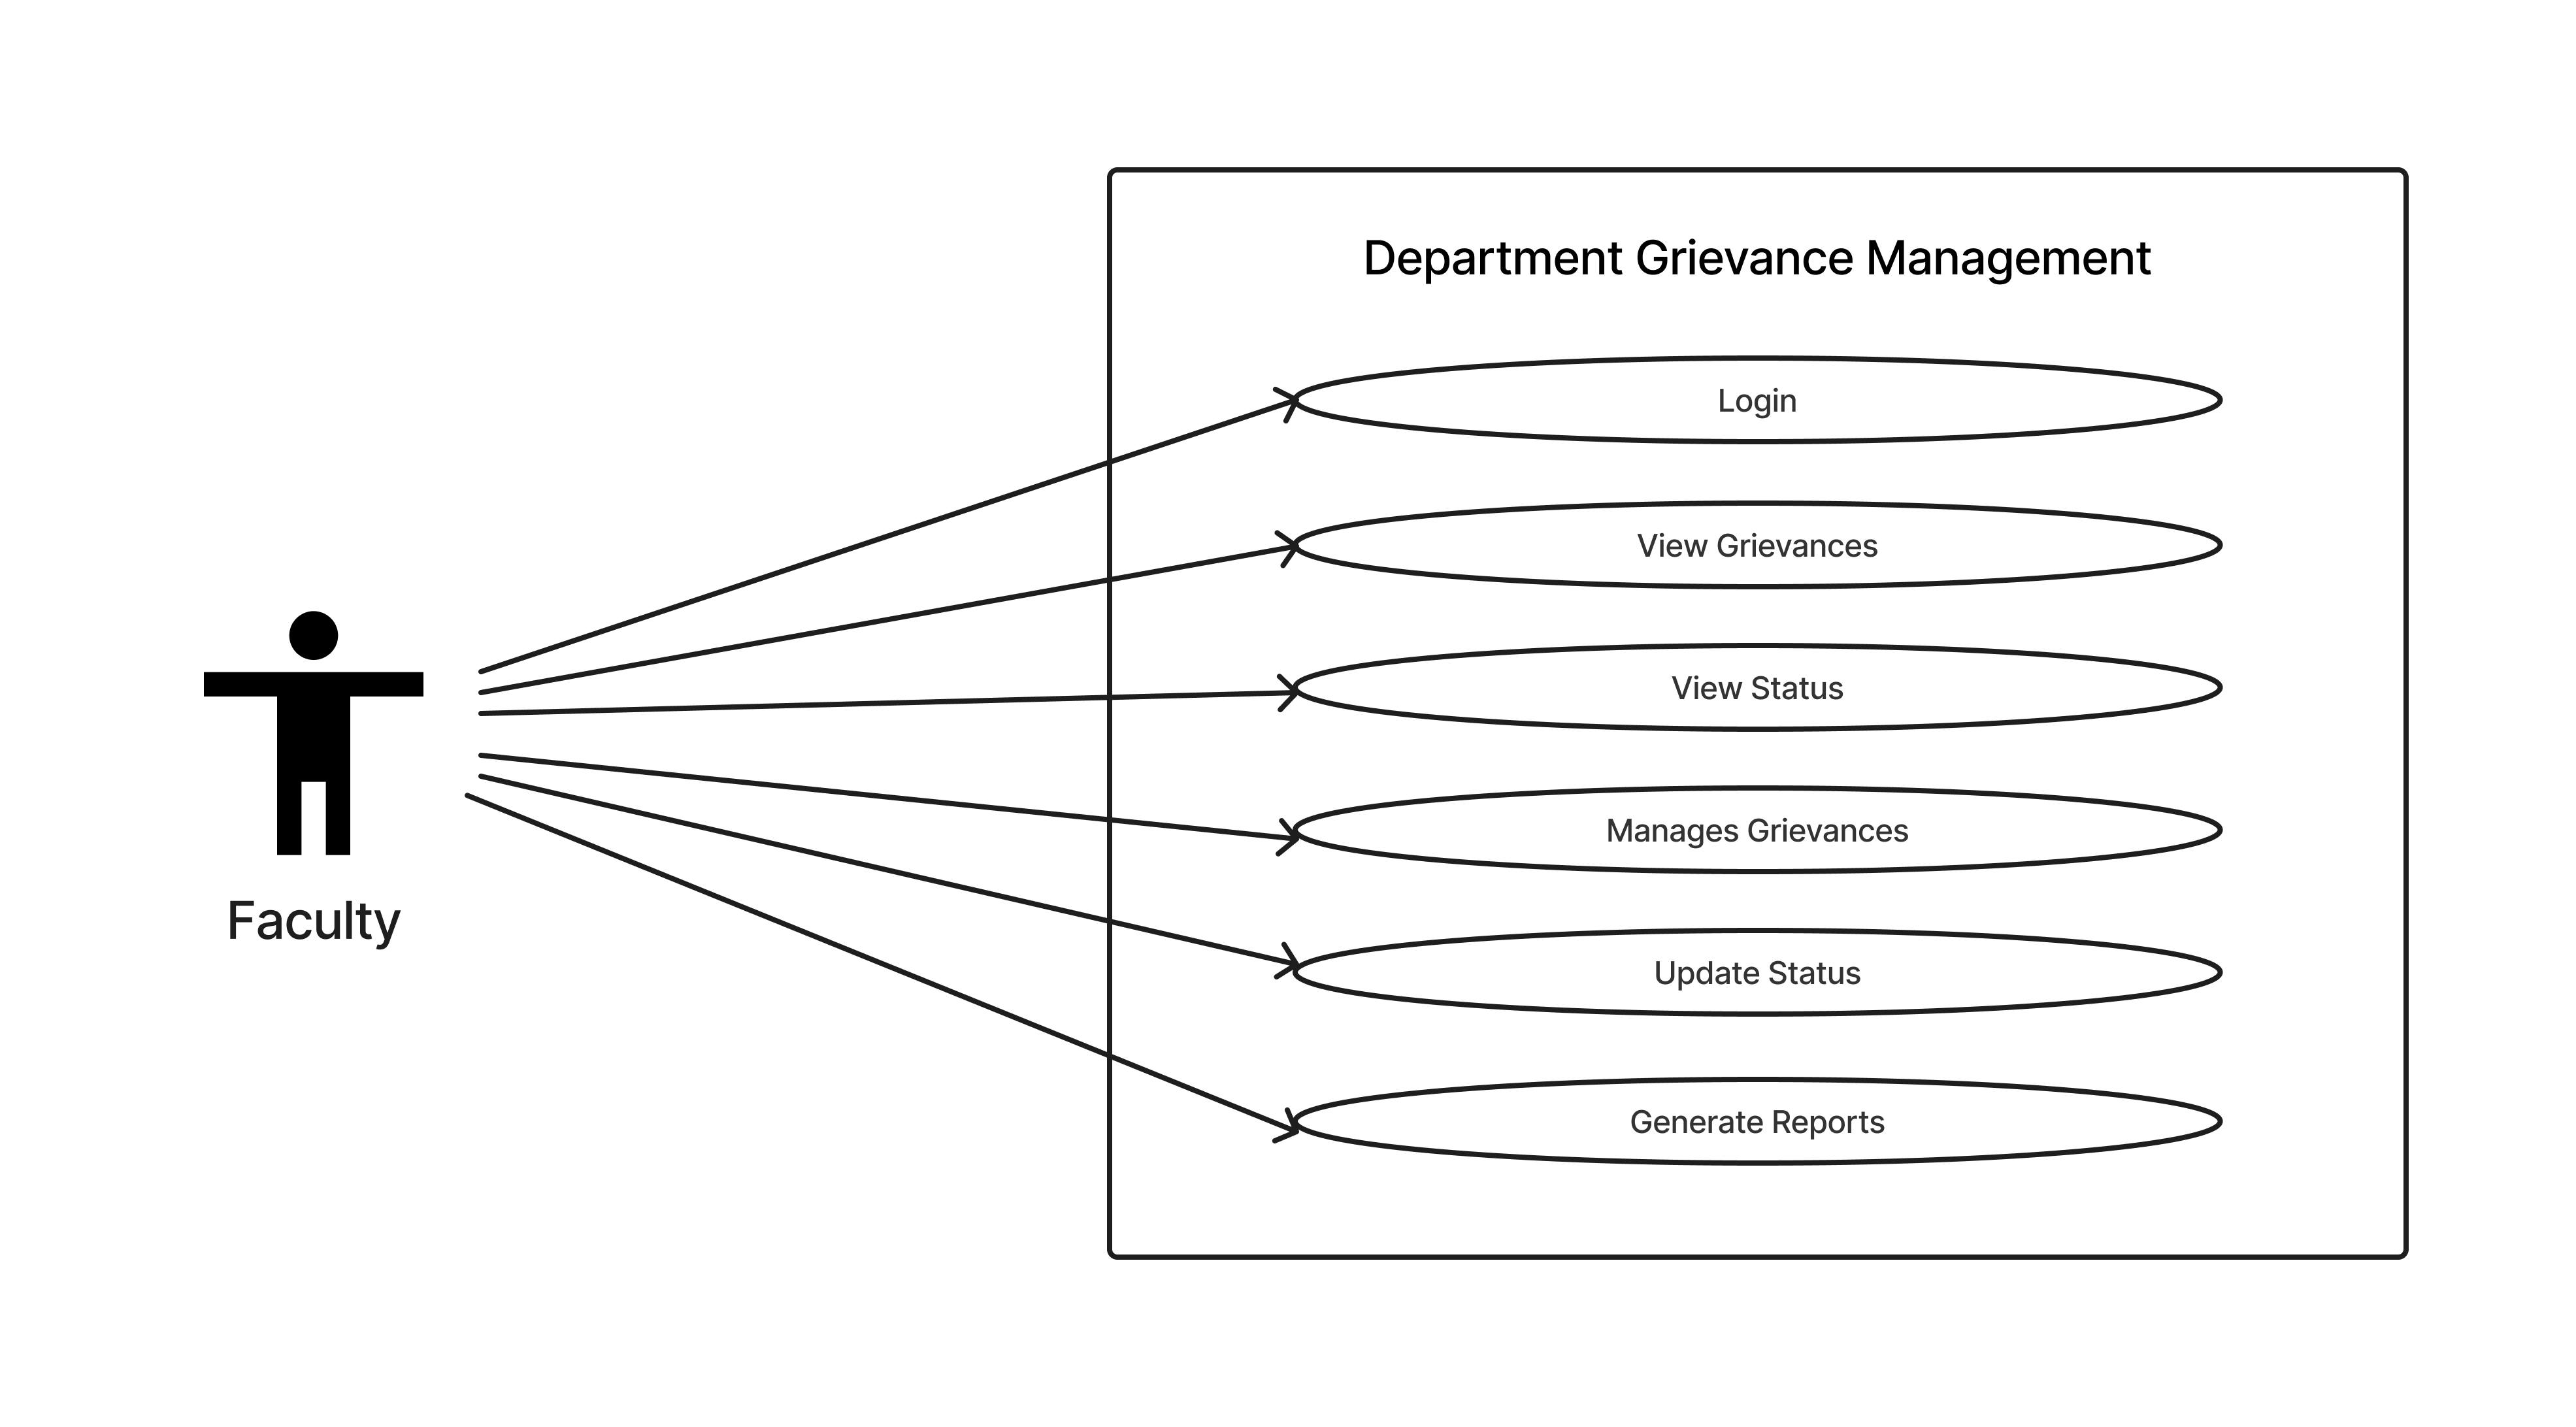 Department Grievance Management
Login
View Grievances
View Status
Manages Grievances
Update Status
Generate Reports
Faculty